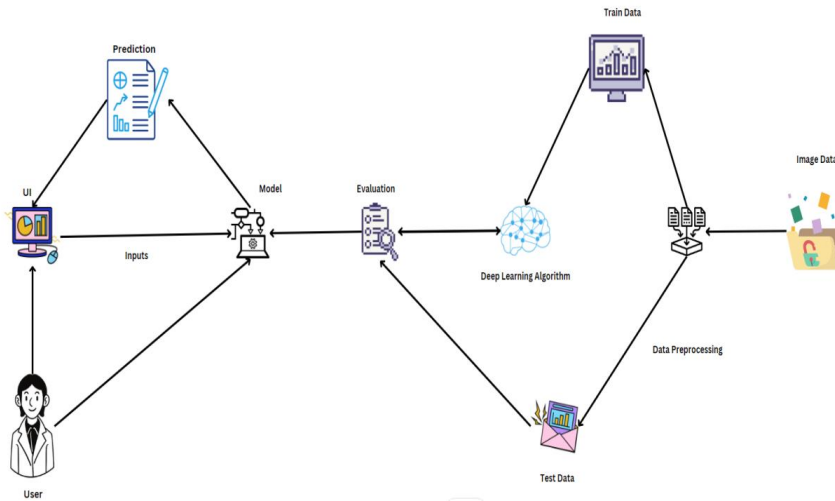 Train Data
Prediction
Image Data
UI
Model
Evaluation
Inputs
Deep Learning Algorithm
Data Preprocessing
Test Data
User